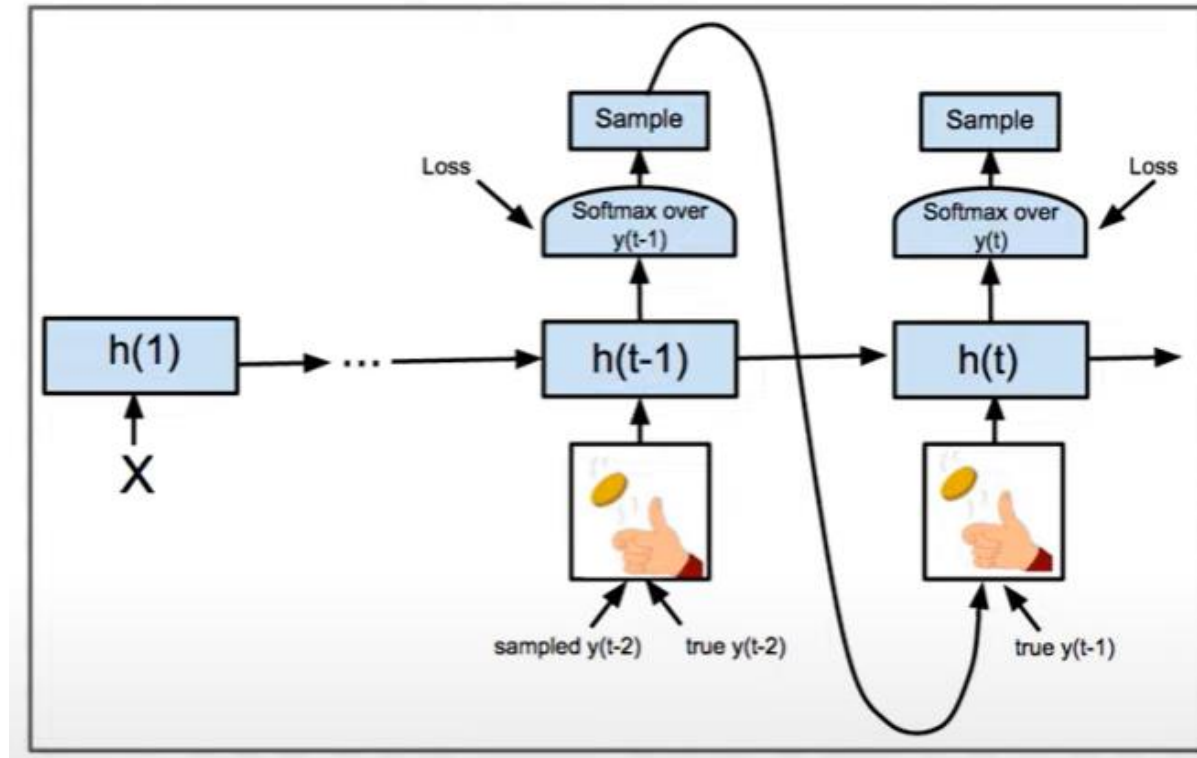 Sample
Sample
Loss
Loss
Softmax over
y(t-1)
Softmax over
y(t)
h(1)
...
h(t-1)
h(t)
X
sampled y(t-2)
true y(t-2)
true y(t-1)